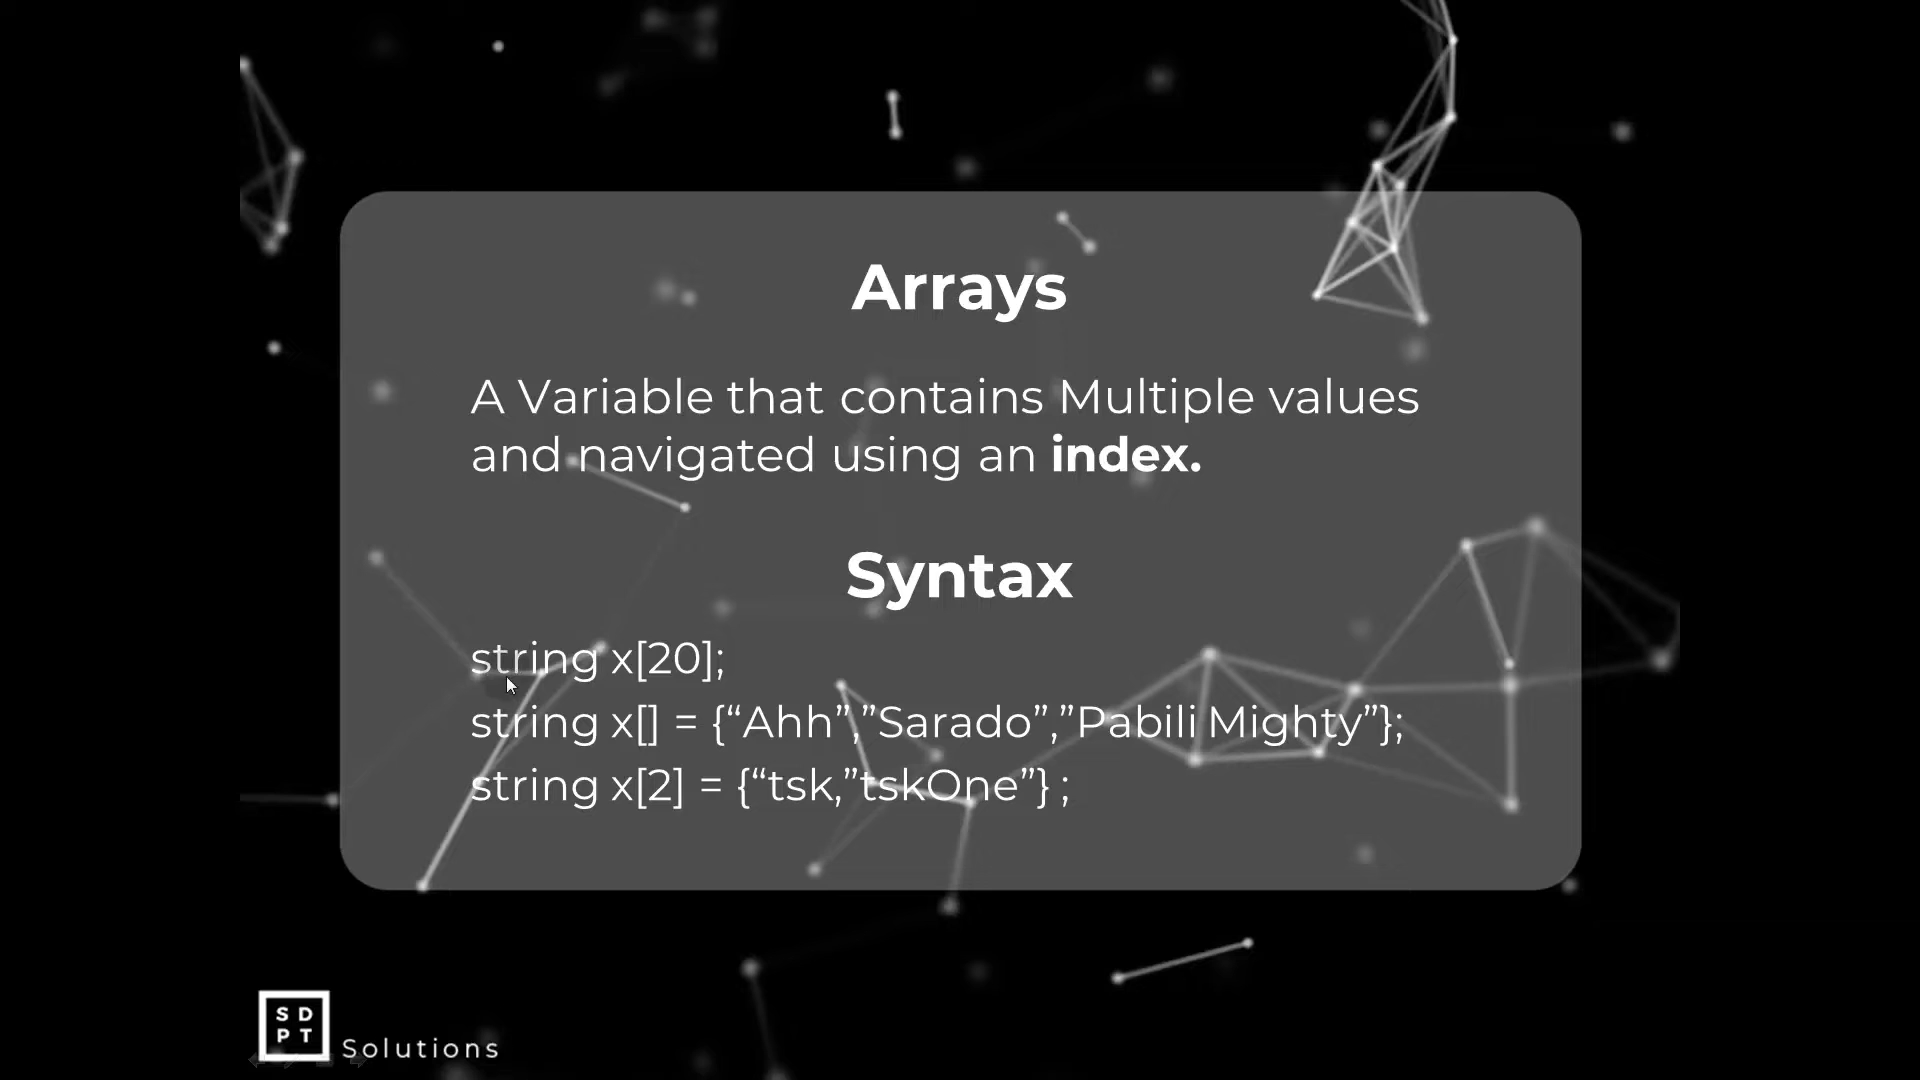 Arrays
A Variable that contains Multiple values
and navigated using an index.
Syntax
string x[20];
string x[] = {“Ahh”,”Sarado”,”Pabili Mighty”};
string x[2] = {“tsk,”tskOne”} ;
S D
P T
Solutions